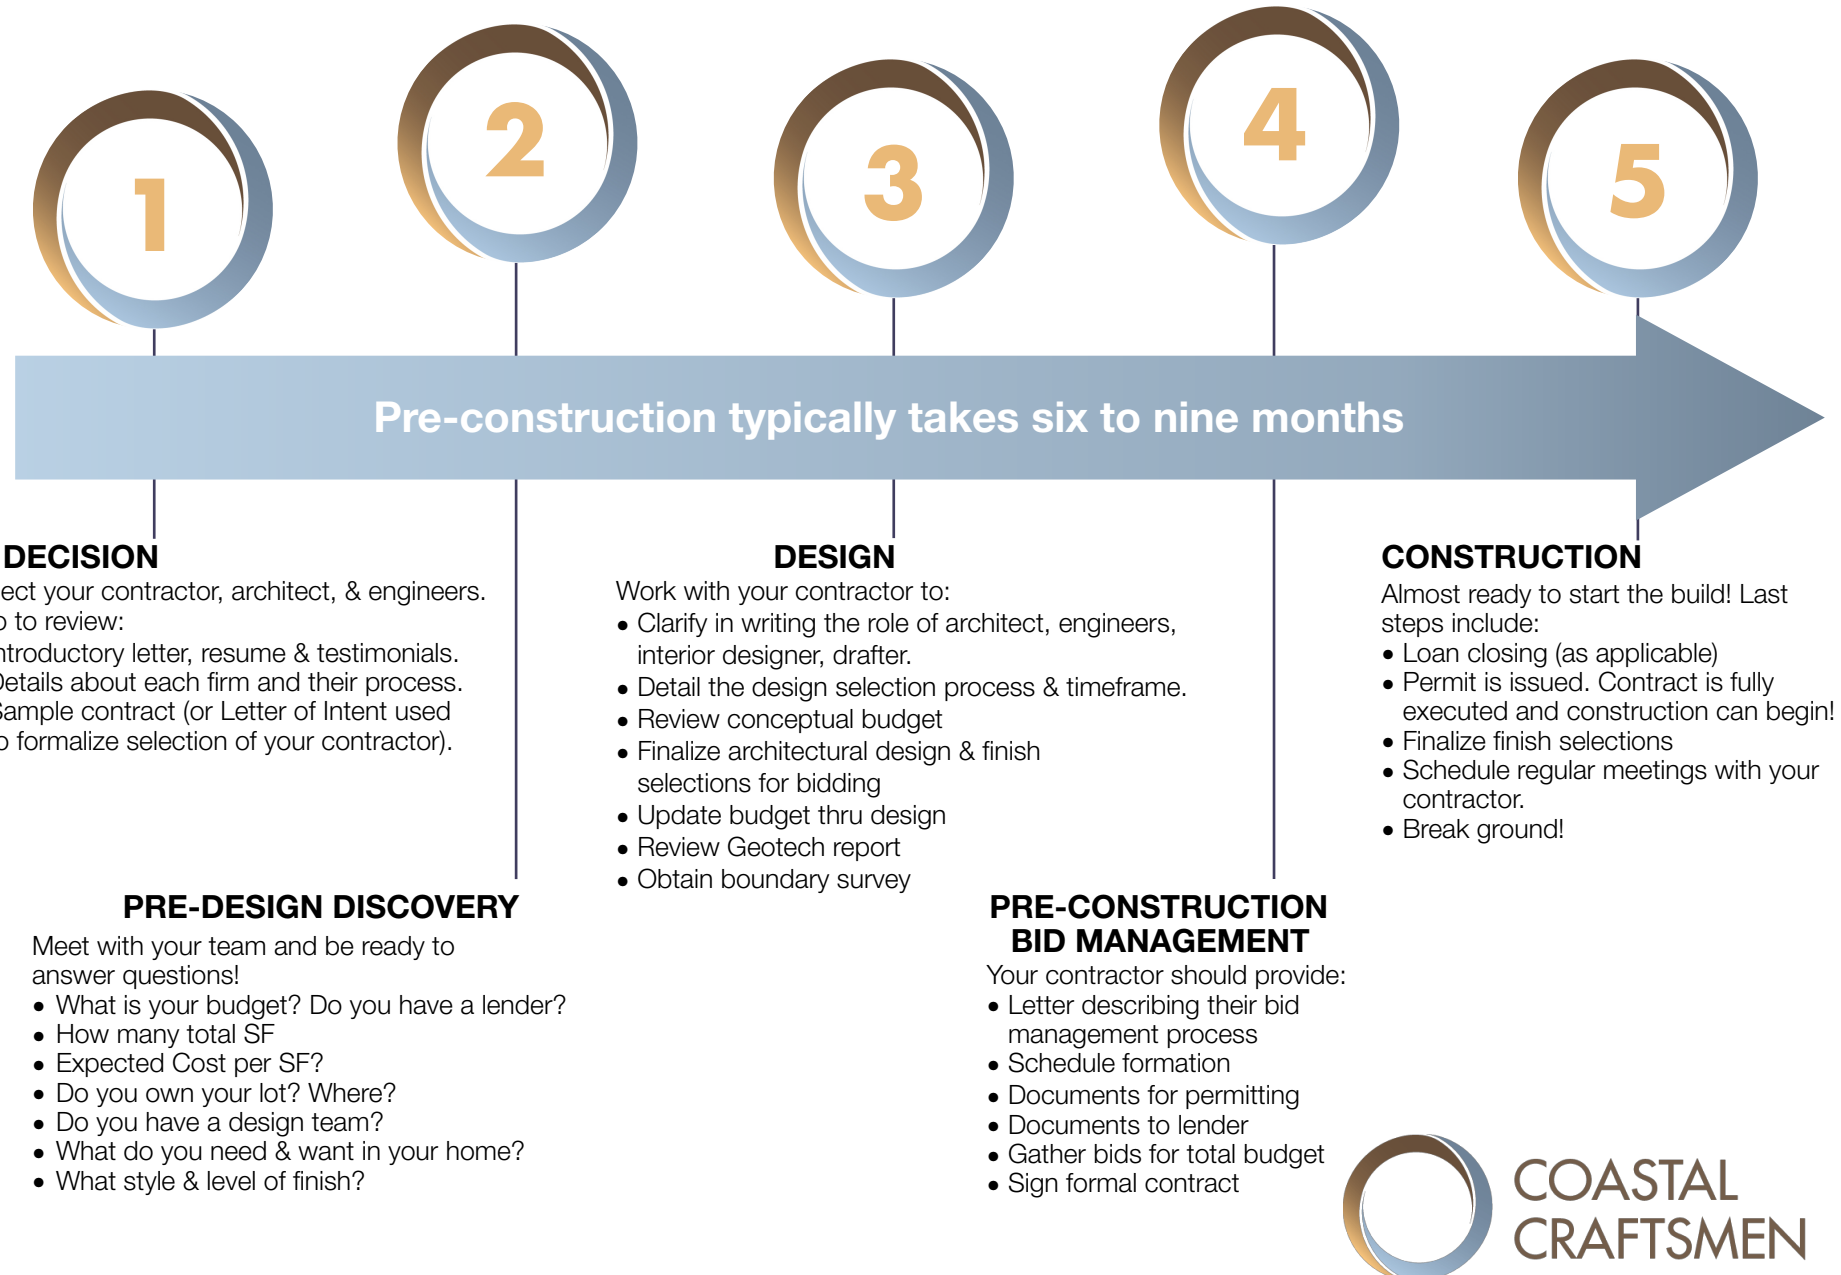 1
2
3
4
5
Pre-construction typically takes six to nine months
DECISION
ect your contractor, architect, & engineers.
to review:
ntroductory letter, resume & testimonials.
Details about each firm and their process.
Sample contract (or Letter of Intent used
o formalize selection of your contractor).
PRE-DESIGN DISCOVERY
Meet with your team and be ready to
answer questions!
• What is your budget? Do you have a lender?
• How many total SF
• Expected Cost per SF?
• Do you own your lot? Where?
• Do you have a design team?
• What do you need & want in your home?
• What style & level of finish?
DESIGN
Work with your contractor to:
• Clarify in writing the role of architect, engineers,
interior designer, drafter.
• Detail the design selection process & timeframe.
• Review conceptual budget
• Finalize architectural design & finish
selections for bidding
• Update budget thru design
• Review Geotech report
• Obtain boundary survey
PRE-CONSTRUCTION
BID MANAGEMENT
Your contractor should provide:
• Letter describing their bid
management process
• Schedule formation
• Documents for permitting
• Documents to lender
• Gather bids for total budget
• Sign formal contract
CONSTRUCTION
Almost ready to start the build! Last
steps include:
• Loan closing (as applicable)
• Permit is issued. Contract is fully
executed and construction can begin!
• Finalize finish selections
• Schedule regular meetings with your
contractor.
• Break ground!
COASTAL
CRAFTSMEN